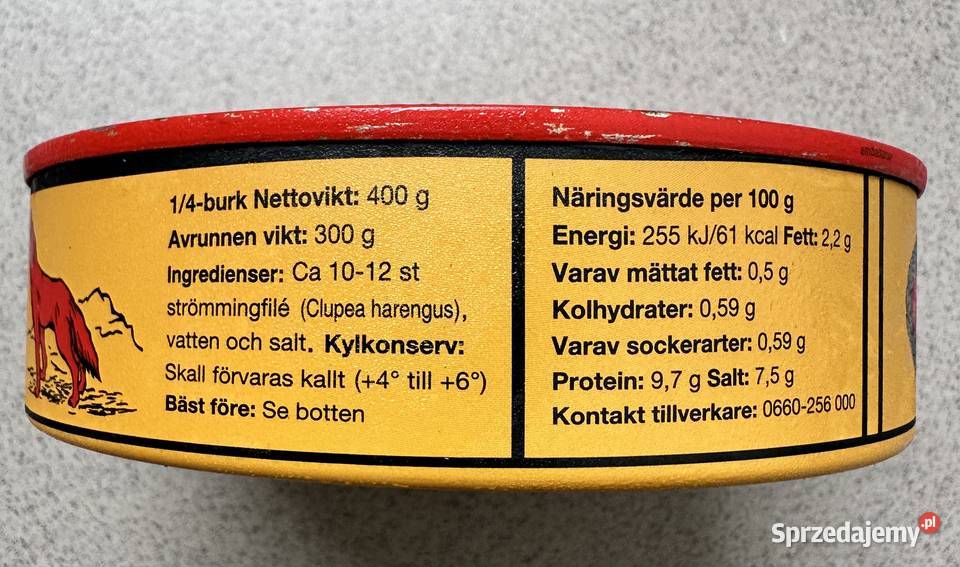 1/4-burk Nettovikt: 400 g
Avrunnen vikt: 300 g
Ingredienser: Ca 10-12 st
strömmingfilé (Clupea harengus),
vatten och salt. Kylkonserv:
Skall förvaras kallt (+4° till +6°)
Bäst före: Se botten
Näringsvärde per 100 g
Energi: 255 kJ/61 kcal Fett: 2,2 g
Varav mättat fett: 0,5 g
Kolhydrater: 0,59 g
Varav sockerarter: 0,59 g
Protein: 9,7 g Salt: 7,5 g
Kontakt tillverkare: 0660-256 000
Sprzedajemy.pl